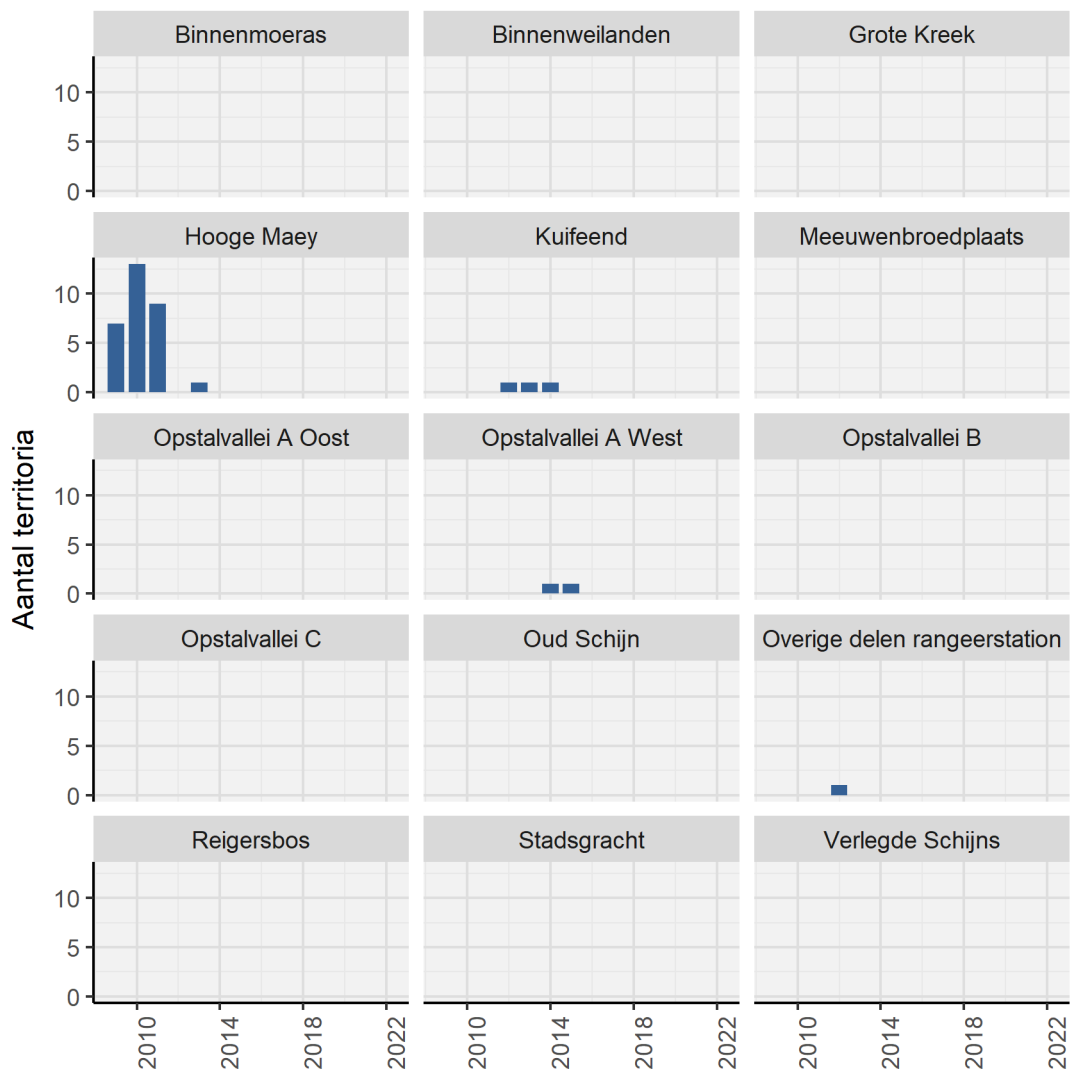 Binnenmoeras Binnenweilanden Grote Kreek
10
5
0
Hooge Maey Kuifeend Meeuwenbroedplaats
10
5
0
Opstalvallei A Oost Opstalvallei A West Opstalvallei B
10
5
0
Opstalvallei C Oud Schijn Overige delen rangeerstation
10
5
0
Reigersbos Stadsgracht Verlegde Schijns
10
5
0
2010 2014 2018 2022 2010 2014 2018 2022 2010 2014 2018 2022
Aantal territoria